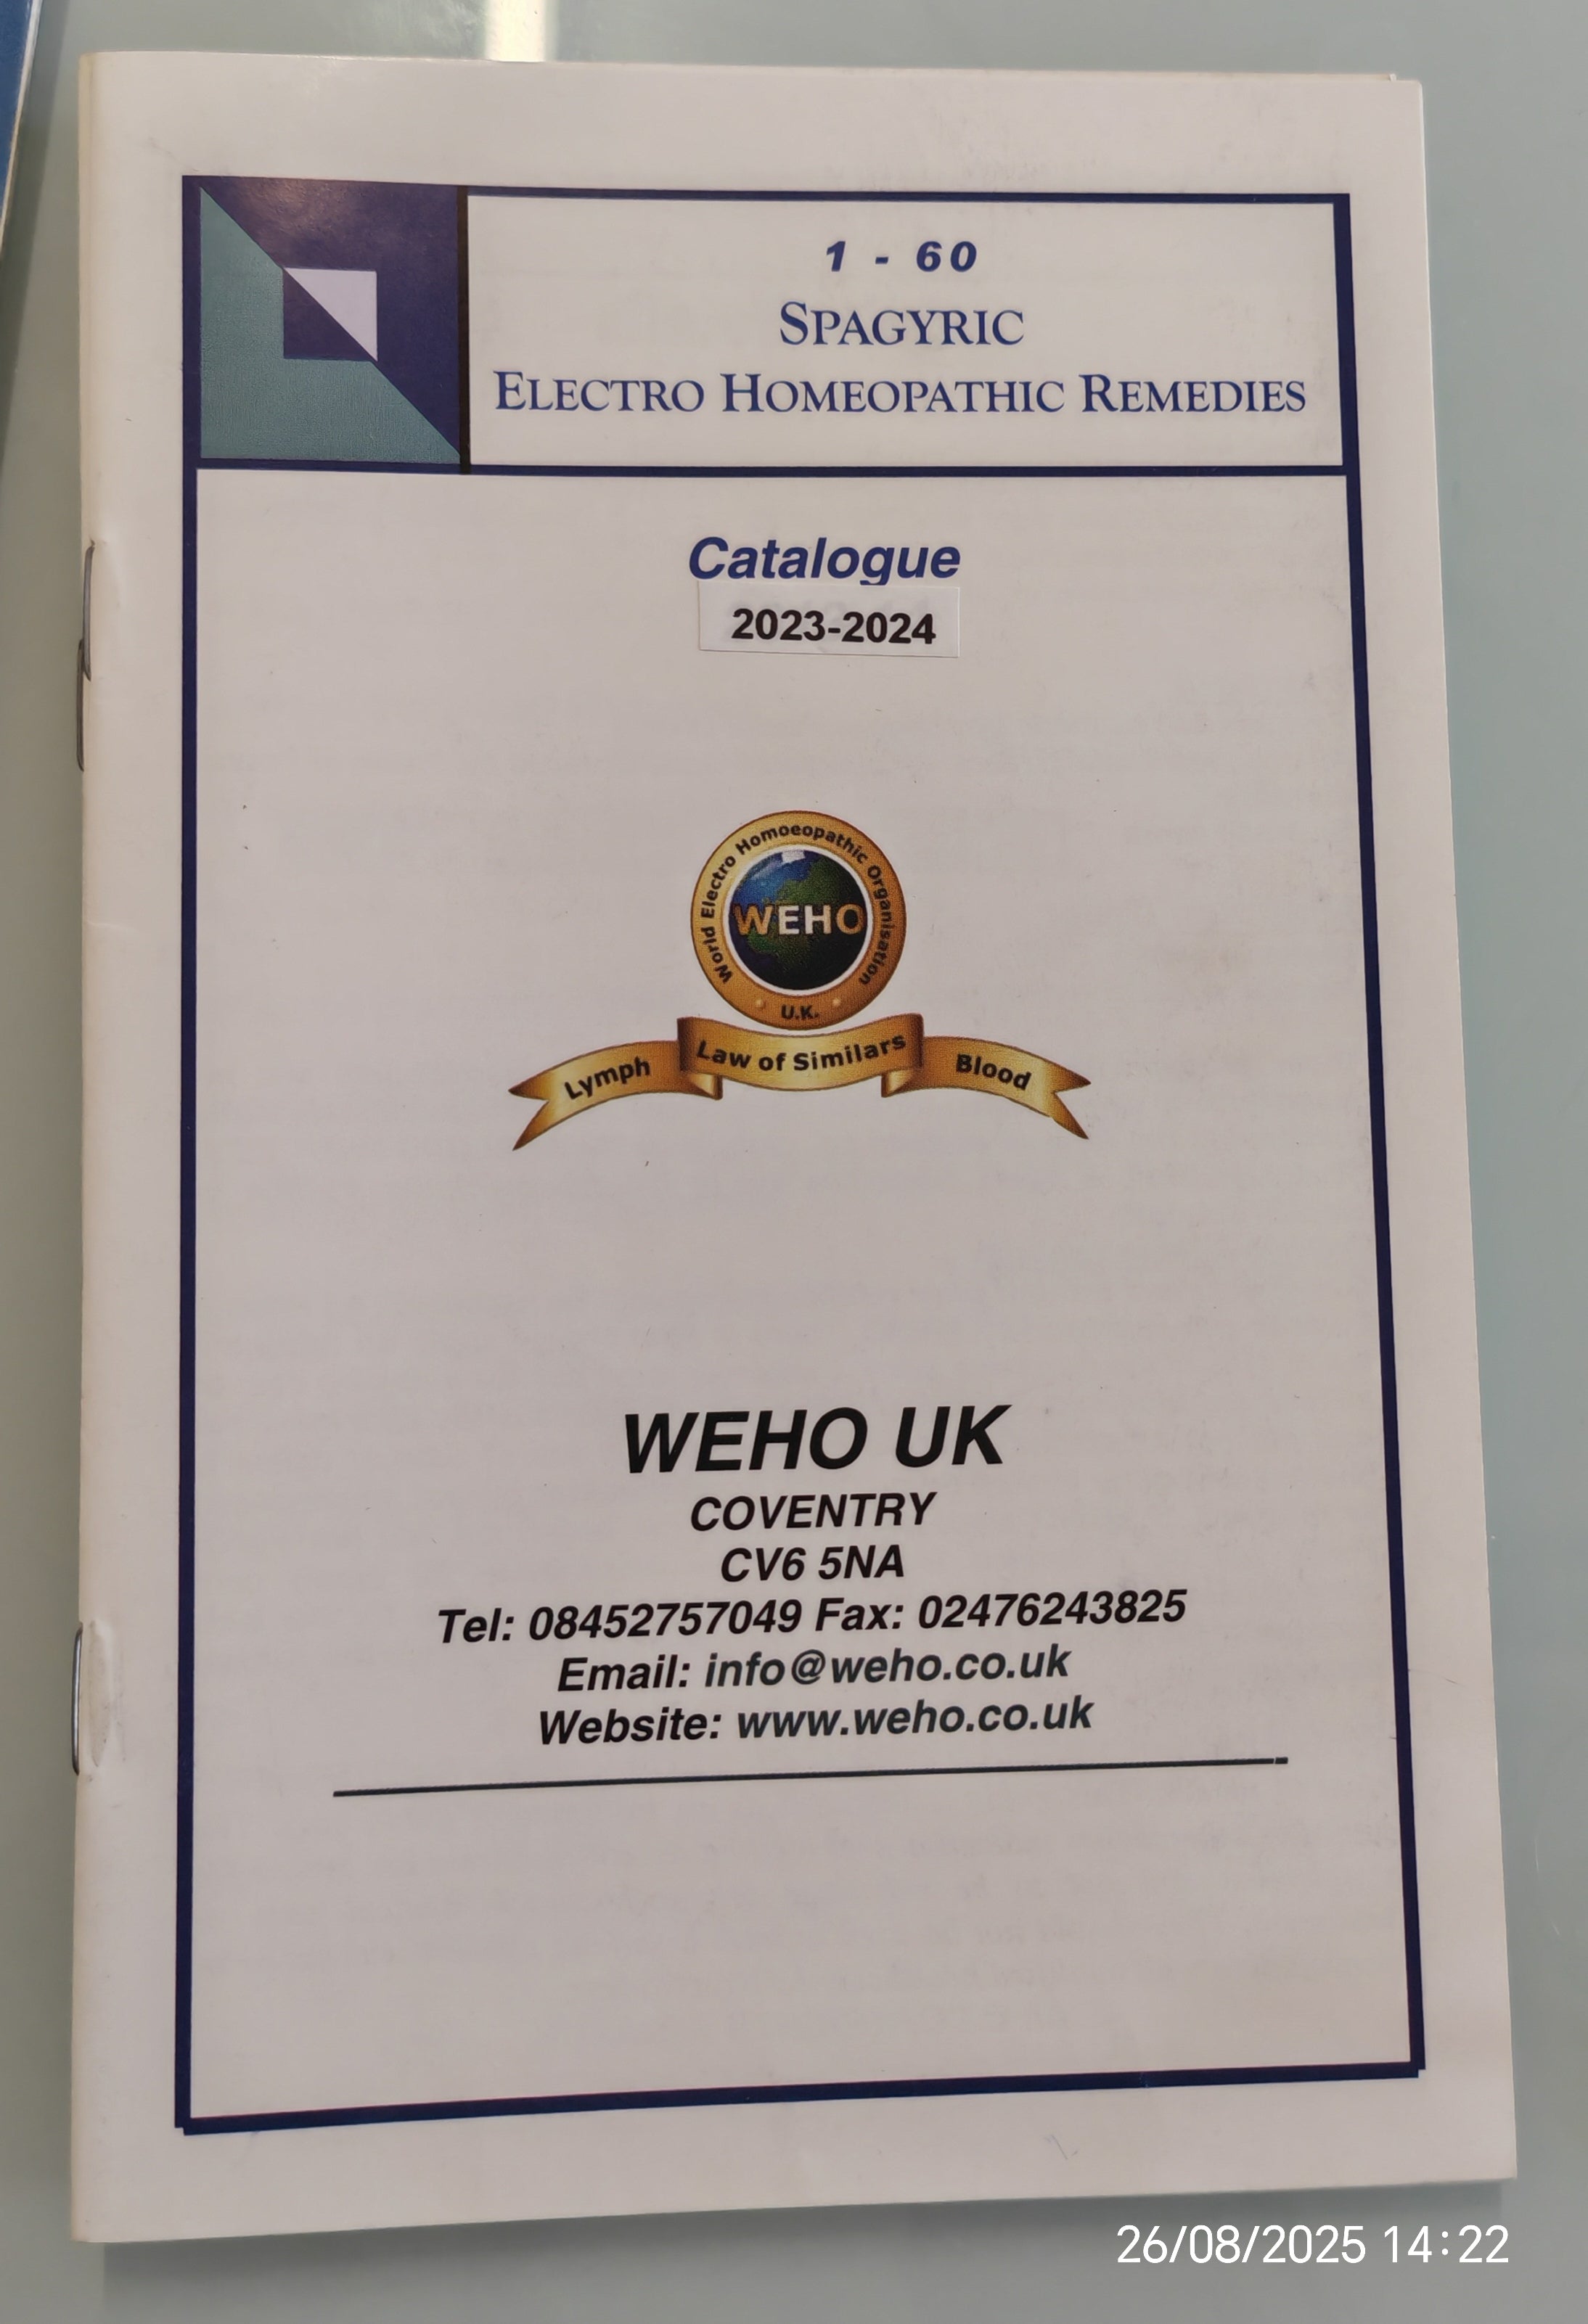 1 - 60
SPAGYRIC
ELECTRO HOMEOPATHIC REMEDIES
Catalogue
2023-2024
World Electro Homoeopathic Organisation
WEHO
U.K.
Lymph
Law of Similars
Blood
WEHO UK
COVENTRY
CV6 5NA
Tel: 08452757049 Fax: 02476243825
Email: info@weho.co.uk
Website: www.weho.co.uk
26/08/2025 14:22